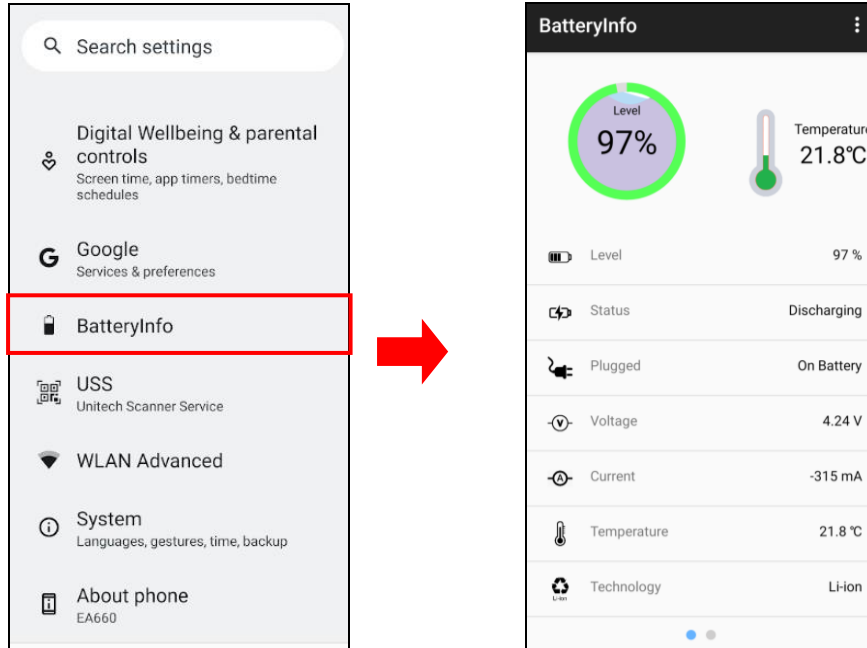 Search settings
Digital Wellbeing & parental
controls
Screen time, app timers, bedtime
schedules
Google
Services & preferences
BatteryInfo
USS
Unitech Scanner Service
WLAN Advanced
System
Languages, gestures, time, backup
About phone
EA660
BatteryInfo
Level
97%
Temperature
21.8℃
Level 97 %
Status Discharging
Plugged On Battery
V
Voltage 4.24 V
A
Current -315 mA
Temperature 21.8 ℃
Li-ion
Technology Li-ion